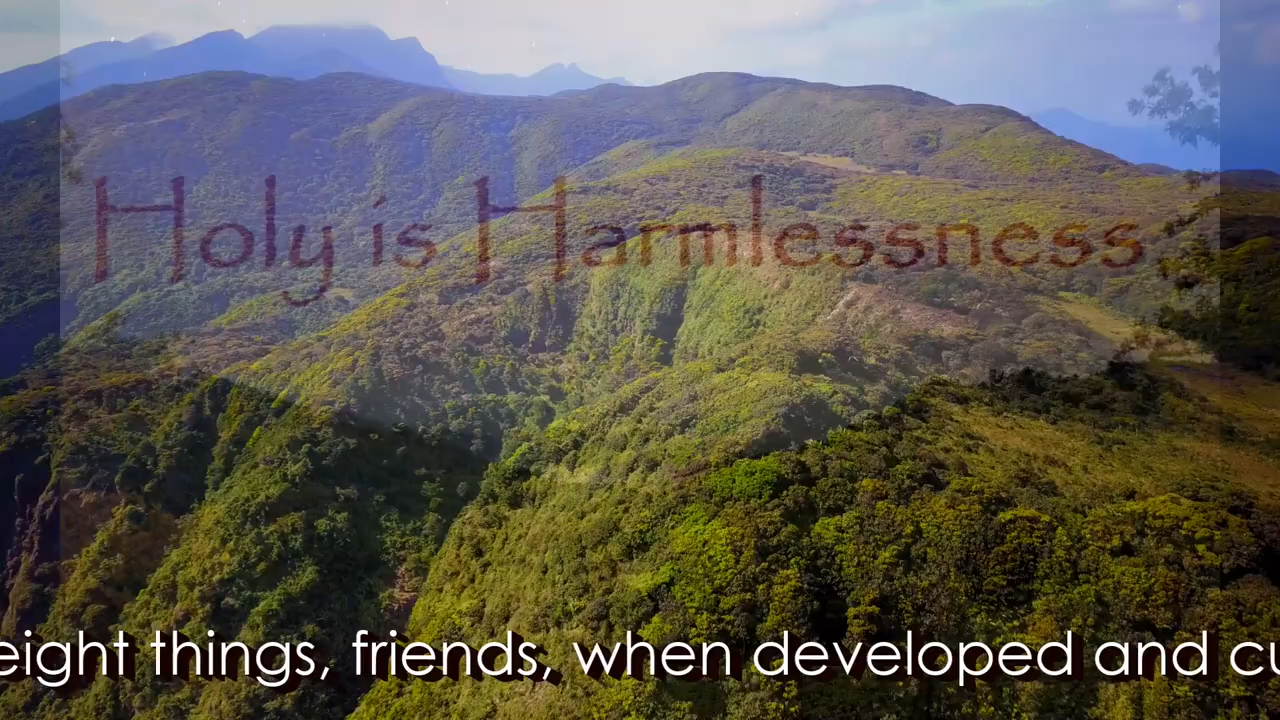 Holy is Harmlessness
eight things, friends, when developed and cu